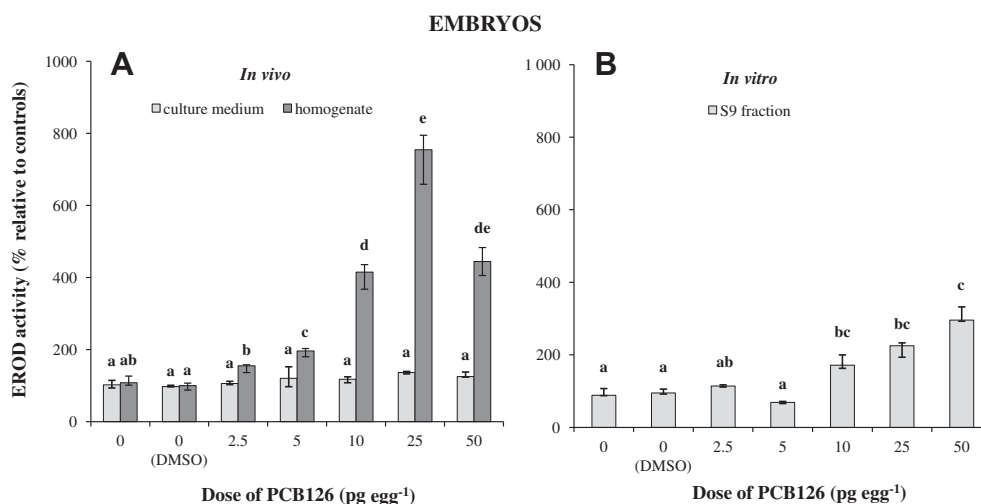 EMBRYOS
A
In vivo
culture medium
homogenate
EROD activity (% relative to controls)
1000
800
600
400
200
0
a ab a a a b a c a d a e a de
0 0 2.5 5 10 25 50
(DMSO)
Dose of PCB126 (pg egg-1)
B
In vitro
S9 fraction
1 000
800
600
400
200
0
a a ab a bc bc c
0 0 2.5 5 10 25 50
(DMSO)
Dose of PCB126 (pg egg-1)